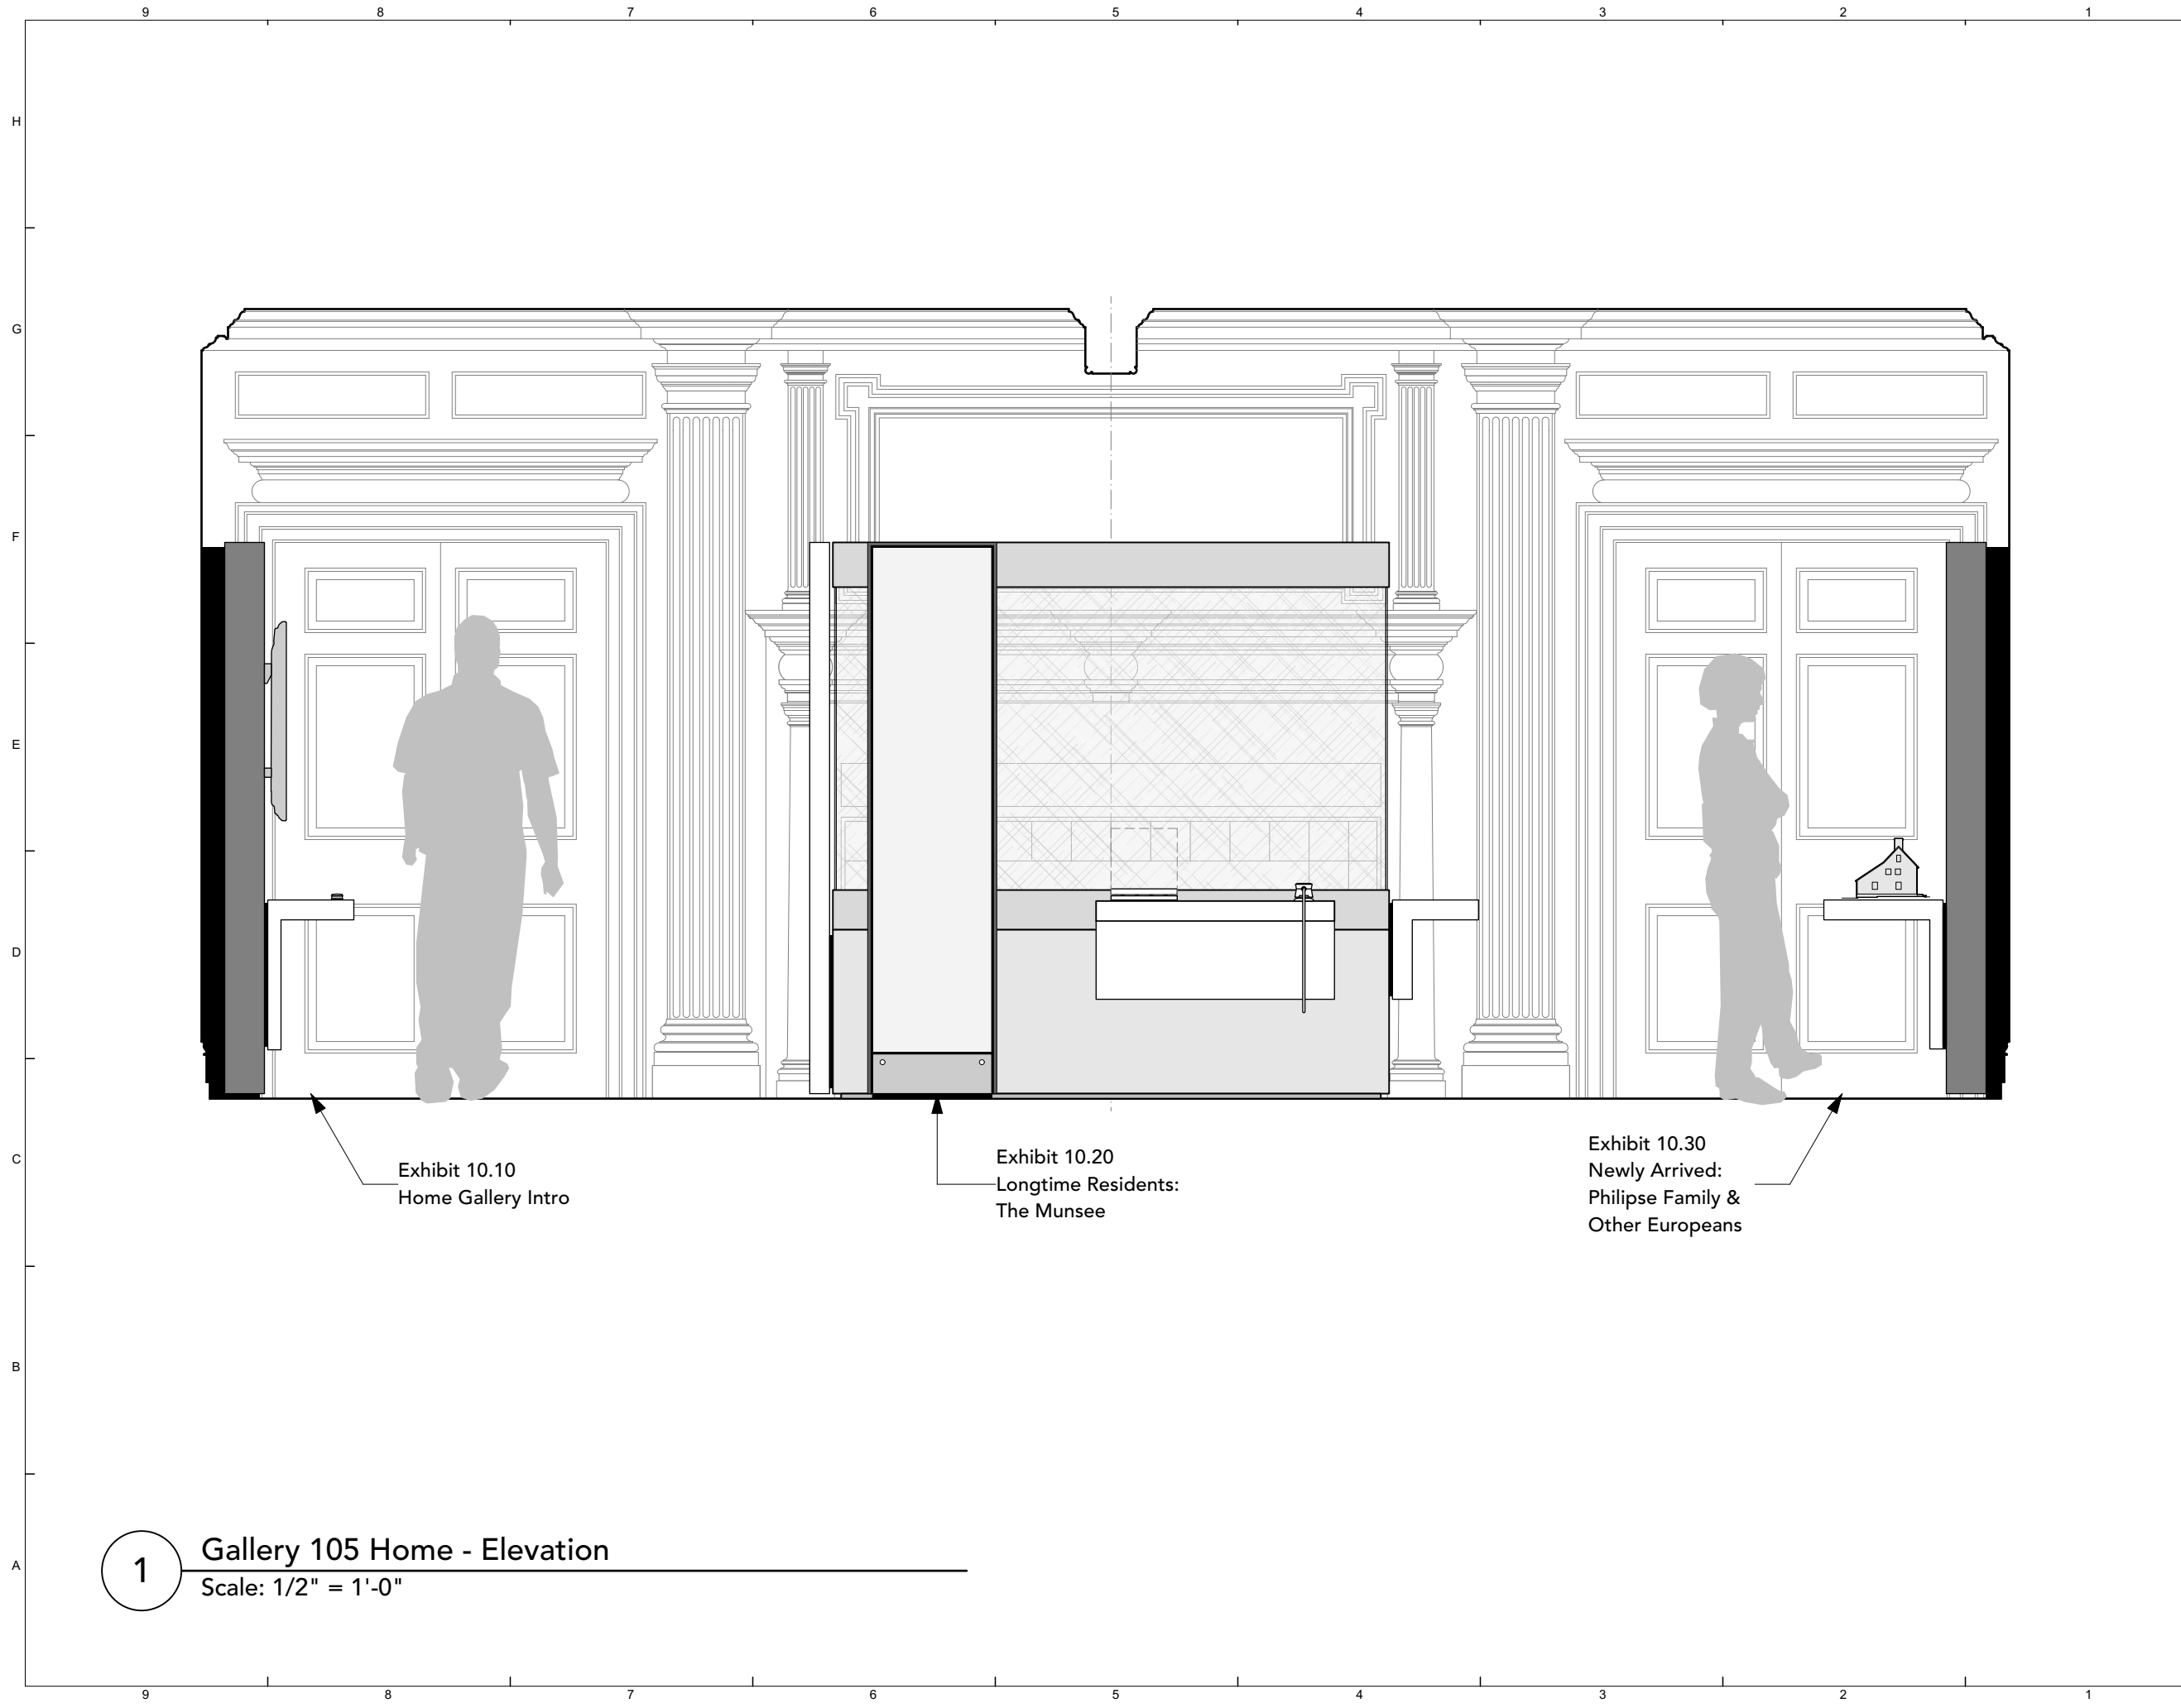 9 8 7 6 5 4 3 2 1
H
G
F
E
D
C
B
A
Exhibit 10.10
Home Gallery Intro
Exhibit 10.20
Longtime Residents:
The Munsee
Exhibit 10.30
Newly Arrived:
Philipse Family &
Other Europeans
1
Gallery 105 Home - Elevation
Scale: 1/2" = 1'-0"
9 8 7 6 5 4 3 2 1